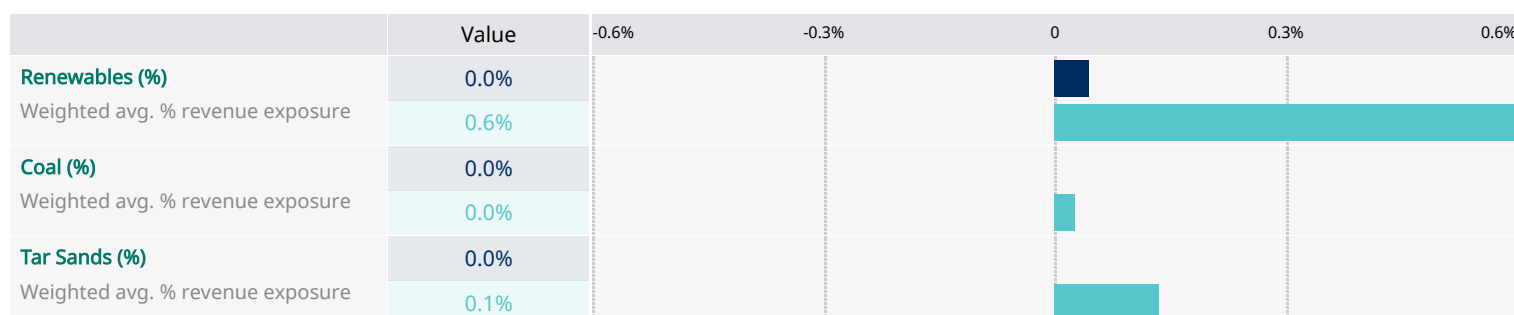 Value -0.6% -0.3% 0 0.3% 0.6%
Renewables (%) 0.0%
Weighted avg. % revenue exposure
0.6%
Coal (%) 0.0%
Weighted avg. % revenue exposure
0.0%
Tar Sands (%) 0.0%
Weighted avg. % revenue exposure
0.1%